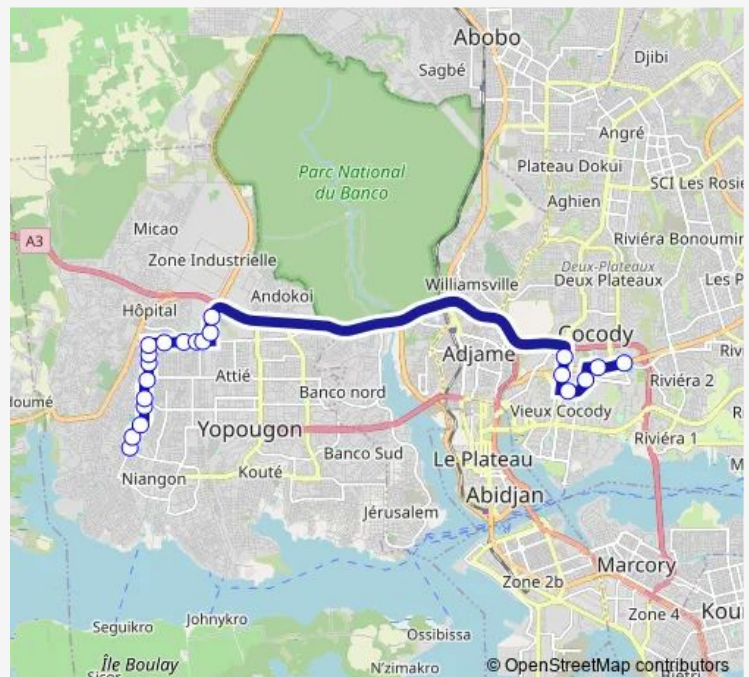 Abobo
Sagbé
Djibi
Angré
Parc National
du Banco
Plateau Dokui
SCI Les Rosie
Aghien
Micao
Riviéra Bonoumin
A3
Zone Industrielle
Deux-Plateaux
Deux Plateaux
Les P
Williamsville
Andokoi
Hôpital
Cocody
Adjame
Riv
Attié
Riviéra 2
Banco nord
doumé
Vieux Cocody
Yopougon
Riviéra 1
Banco Sud
Le Plateau
M
Niangon
Kouté
Abidjan
Jérusalem
Marcory
Zone 2b
Zone 4
Kou
Seguikro
Johnykro
Ossibissa
Île Boulay
N'zimakro
© OpenStreetMap contributors